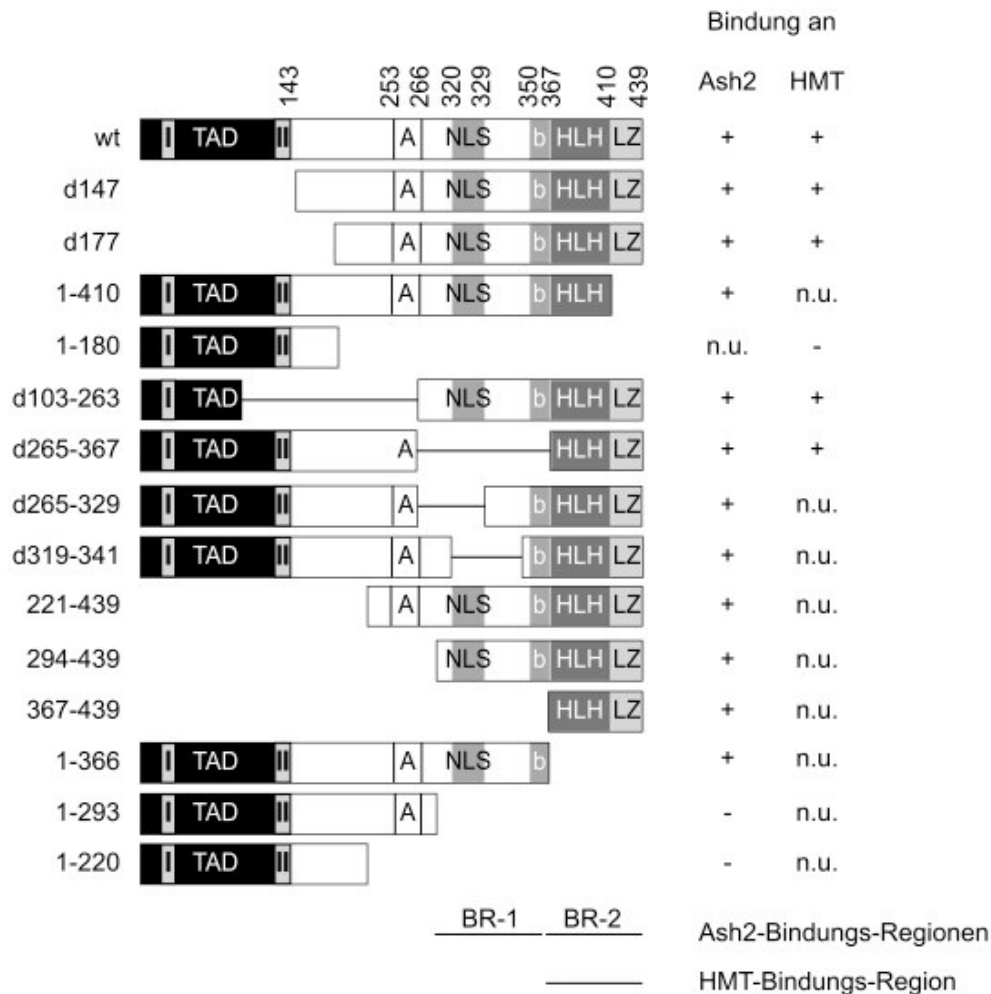 Bindung an
143 253 266 320 329 350 367 410 439 Ash2 HMT
wt I TAD II A NLS b HLH LZ + +
d147 A NLS b HLH LZ + +
d177 A NLS b HLH LZ + +
1-410 I TAD II A NLS b HLH + n.u.
1-180 I TAD II n.u. -
d103-263 I TAD NLS b HLH LZ + +
d265-367 I TAD II A HLH LZ + +
d265-329 I TAD II A b HLH LZ + n.u.
d319-341 I TAD II A b HLH LZ + n.u.
221-439 A NLS b HLH LZ + n.u.
294-439 NLS b HLH LZ + n.u.
367-439 HLH LZ + n.u.
1-366 I TAD II A NLS b + n.u.
1-293 I TAD II A - n.u.
1-220 I TAD II - n.u.
BR-1 BR-2 Ash2-Bindungs-Regionen
HMT-Bindungs-Region